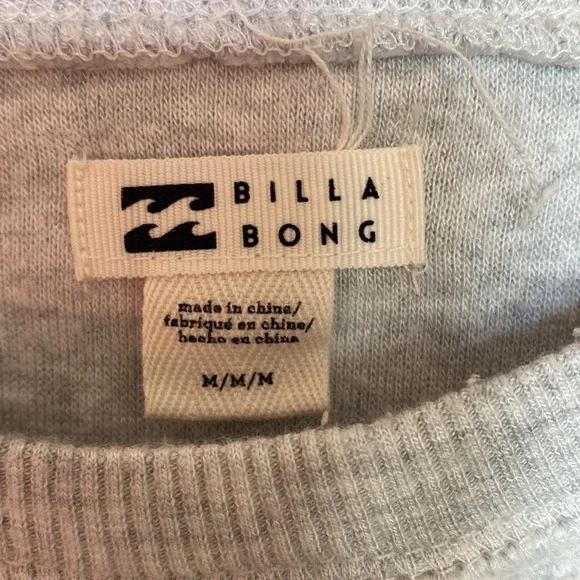 BILLA
BONG
made in china/
fabriqué en chine/
hecho en china
M/M/M